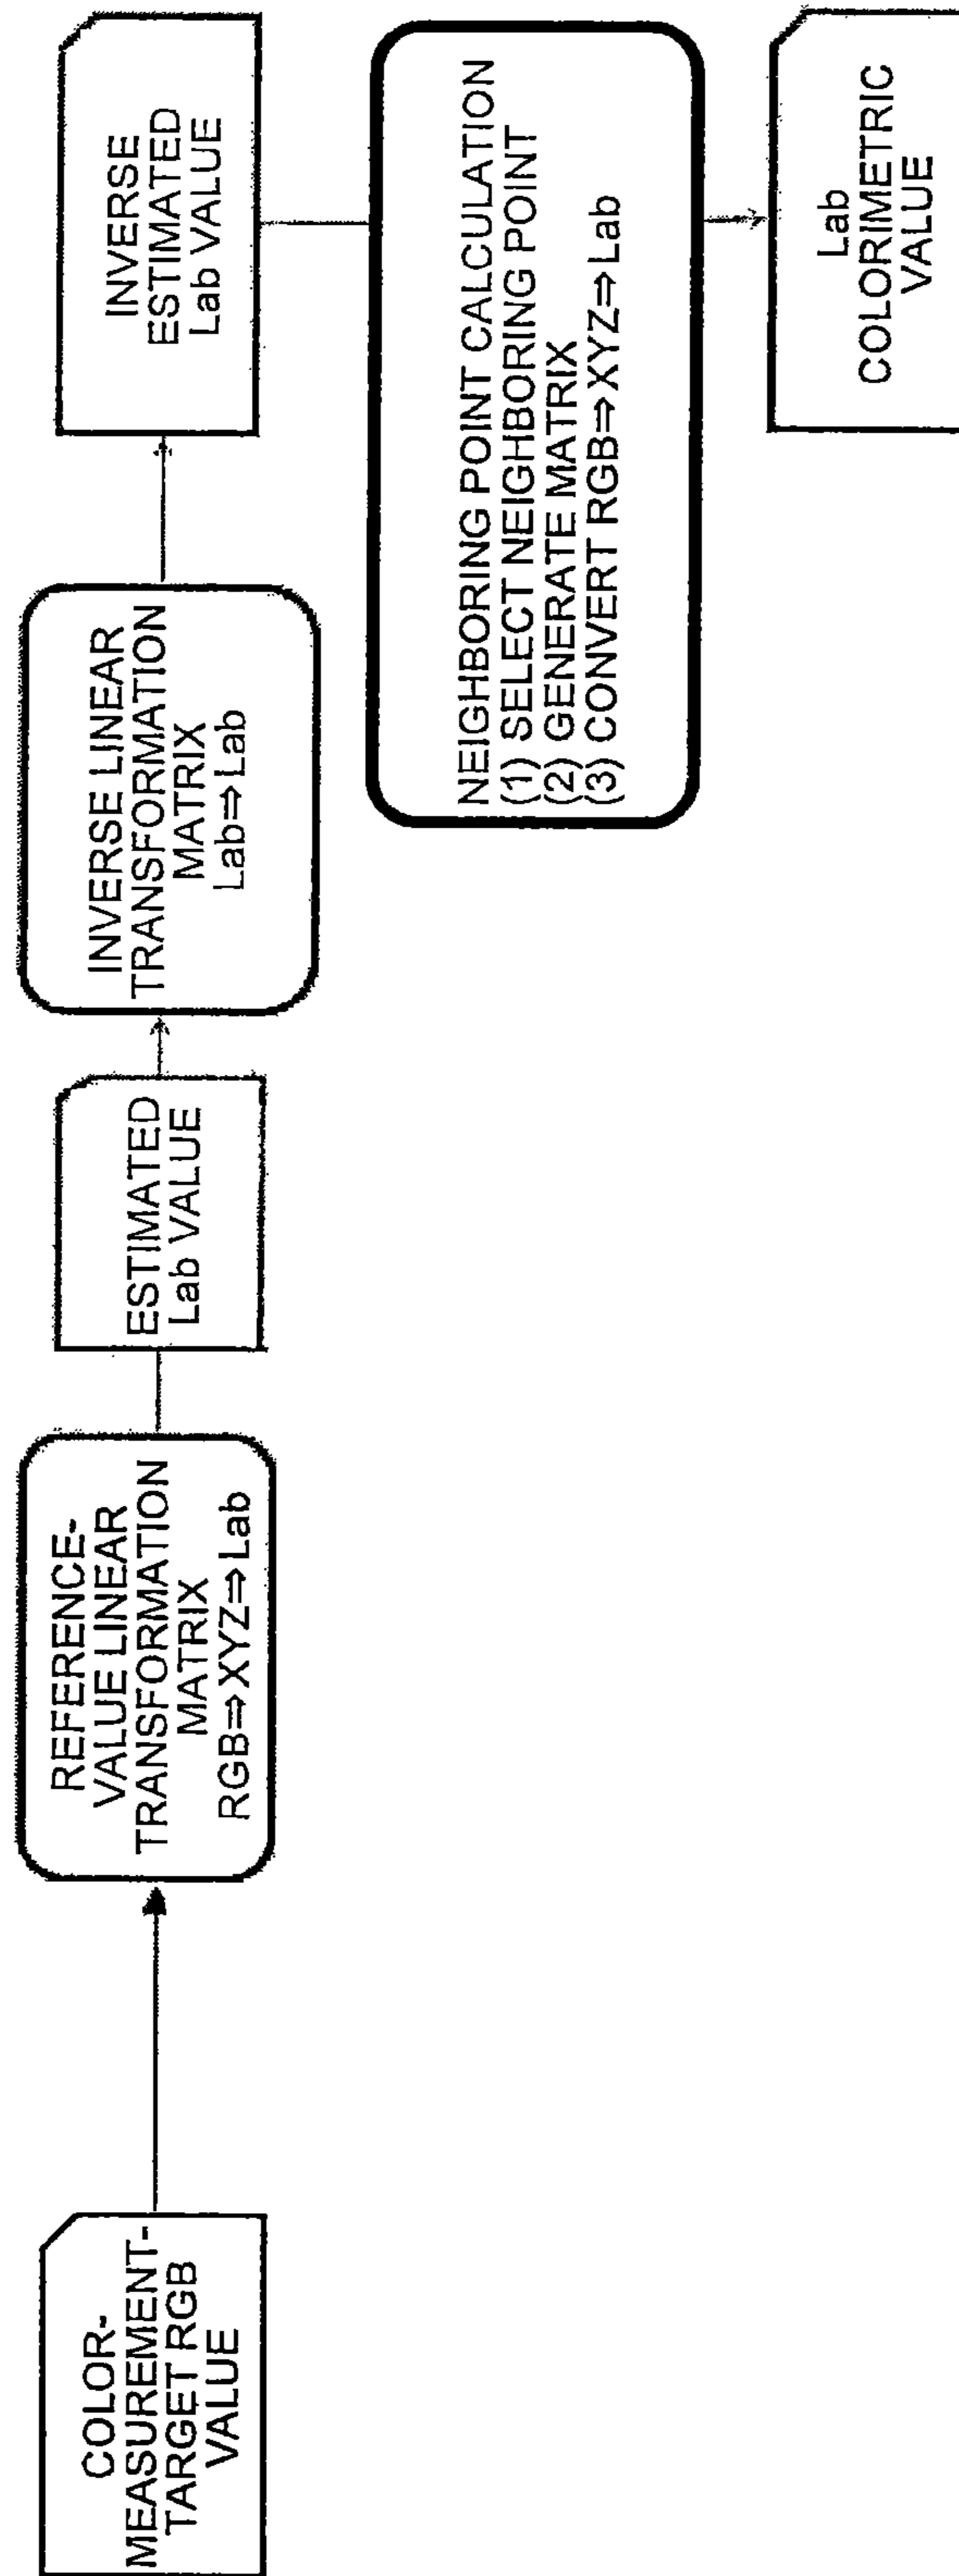 COLOR-
MEASUREMENT-
TARGET RGB
VALUE
REFERENCE-
VALUE LINEAR
TRANSFORMATION
MATRIX
RGB⇒XYZ⇒Lab
ESTIMATED
Lab VALUE
INVERSE LINEAR
TRANSFORMATION
MATRIX
Lab⇒Lab
INVERSE
ESTIMATED
Lab VALUE
NEIGHBORING POINT CALCULATION
(1) SELECT NEIGHBORING POINT
(2) GENERATE MATRIX
(3) CONVERT RGB⇒XYZ⇒Lab
Lab
COLORIMETRIC
VALUE